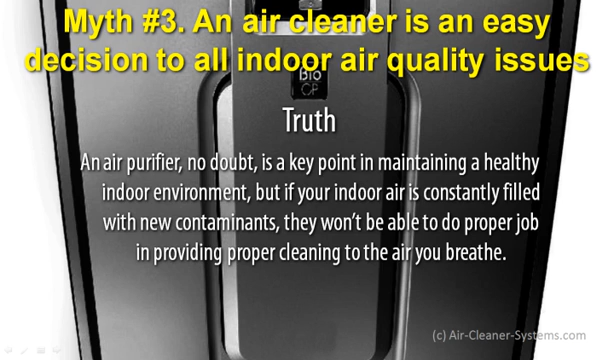 Myth #3. An air cleaner is an easy
decision to all indoor air quality issues
Bio
GP
Truth
An air purifier, no doubt, is a key point in maintaining a healthy
indoor environment, but if your indoor air is constantly filled
with new contaminants, they won't be able to do proper job
in providing proper cleaning to the air you breathe.
(c) Air-Cleaner-Systems.com